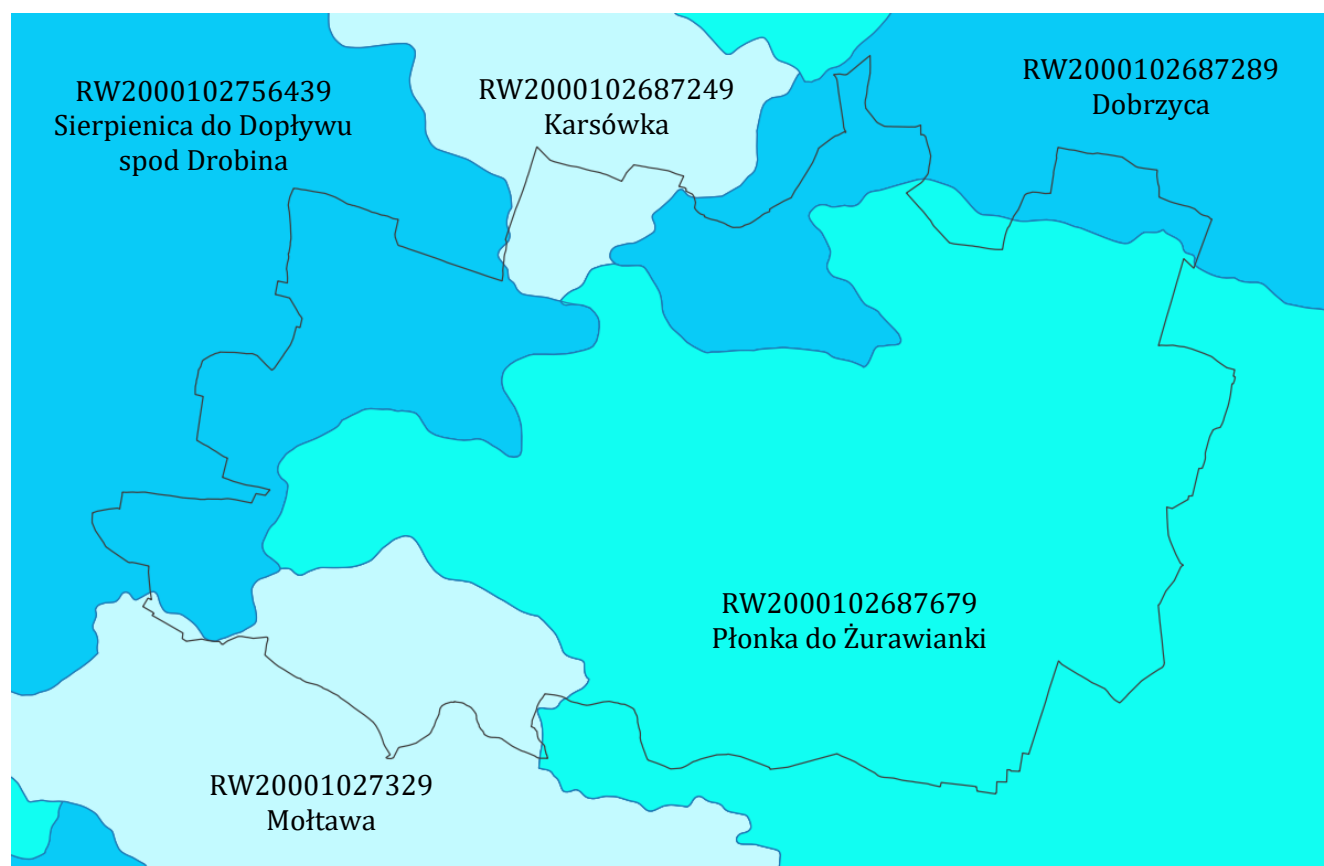 RW2000102756439
Sierpienica do Dopływu
spod Drobina
RW2000102687249
Karsówka
RW2000102687289
Dobrzyca
RW2000102687679
Płonka do Żurawianki
RW20001027329
Mołtawa